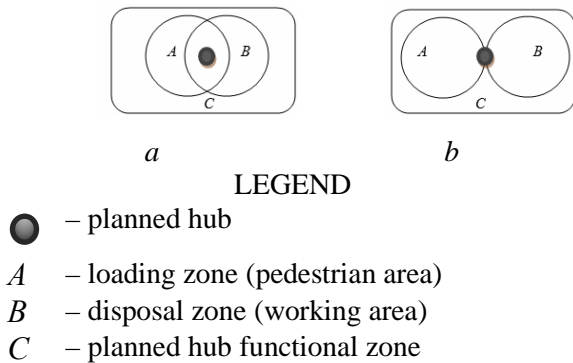 A B A B
C C
a b
LEGEND
– planned hub
A – loading zone (pedestrian area)
B – disposal zone (working area)
C – planned hub functional zone